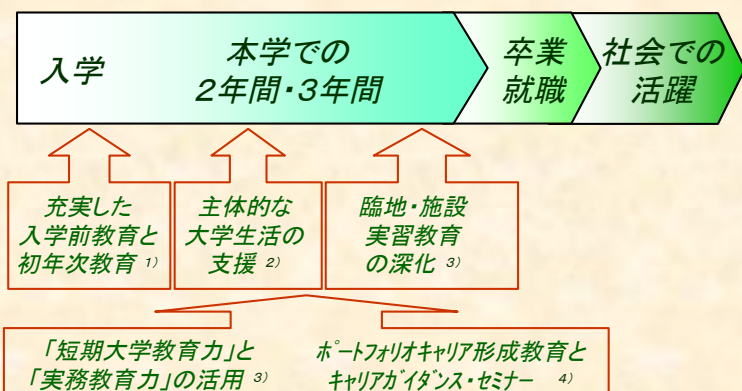 入学
本学での
2年間・3年間
卒業
就職
社会での
活躍
充実した
入学前教育と
初年次教育 1)
主体的な
大学生活の
支援 2)
臨地・施設
実習教育
の深化 3)
「短期大学教育力」と
「実務教育力」の活用 3)
ポートフォリオキャリア形成教育と
キャリアガイダンス・セミナー 4)